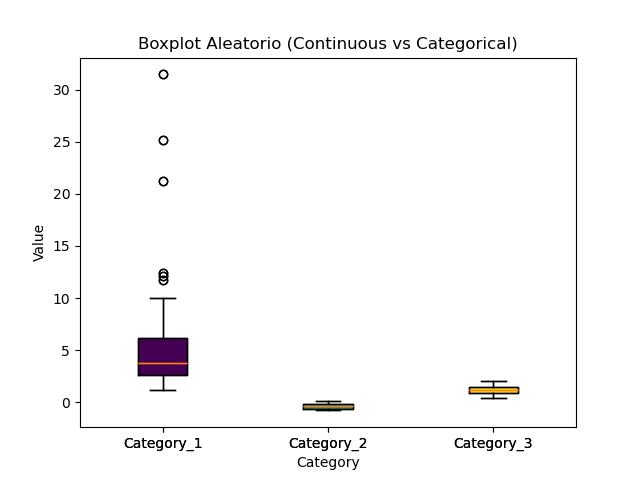 Boxplot Aleatorio (Continuous vs Categorical)
30
25
20
15
10
5
0
Value
Category_1
Category_2
Category_3
Category